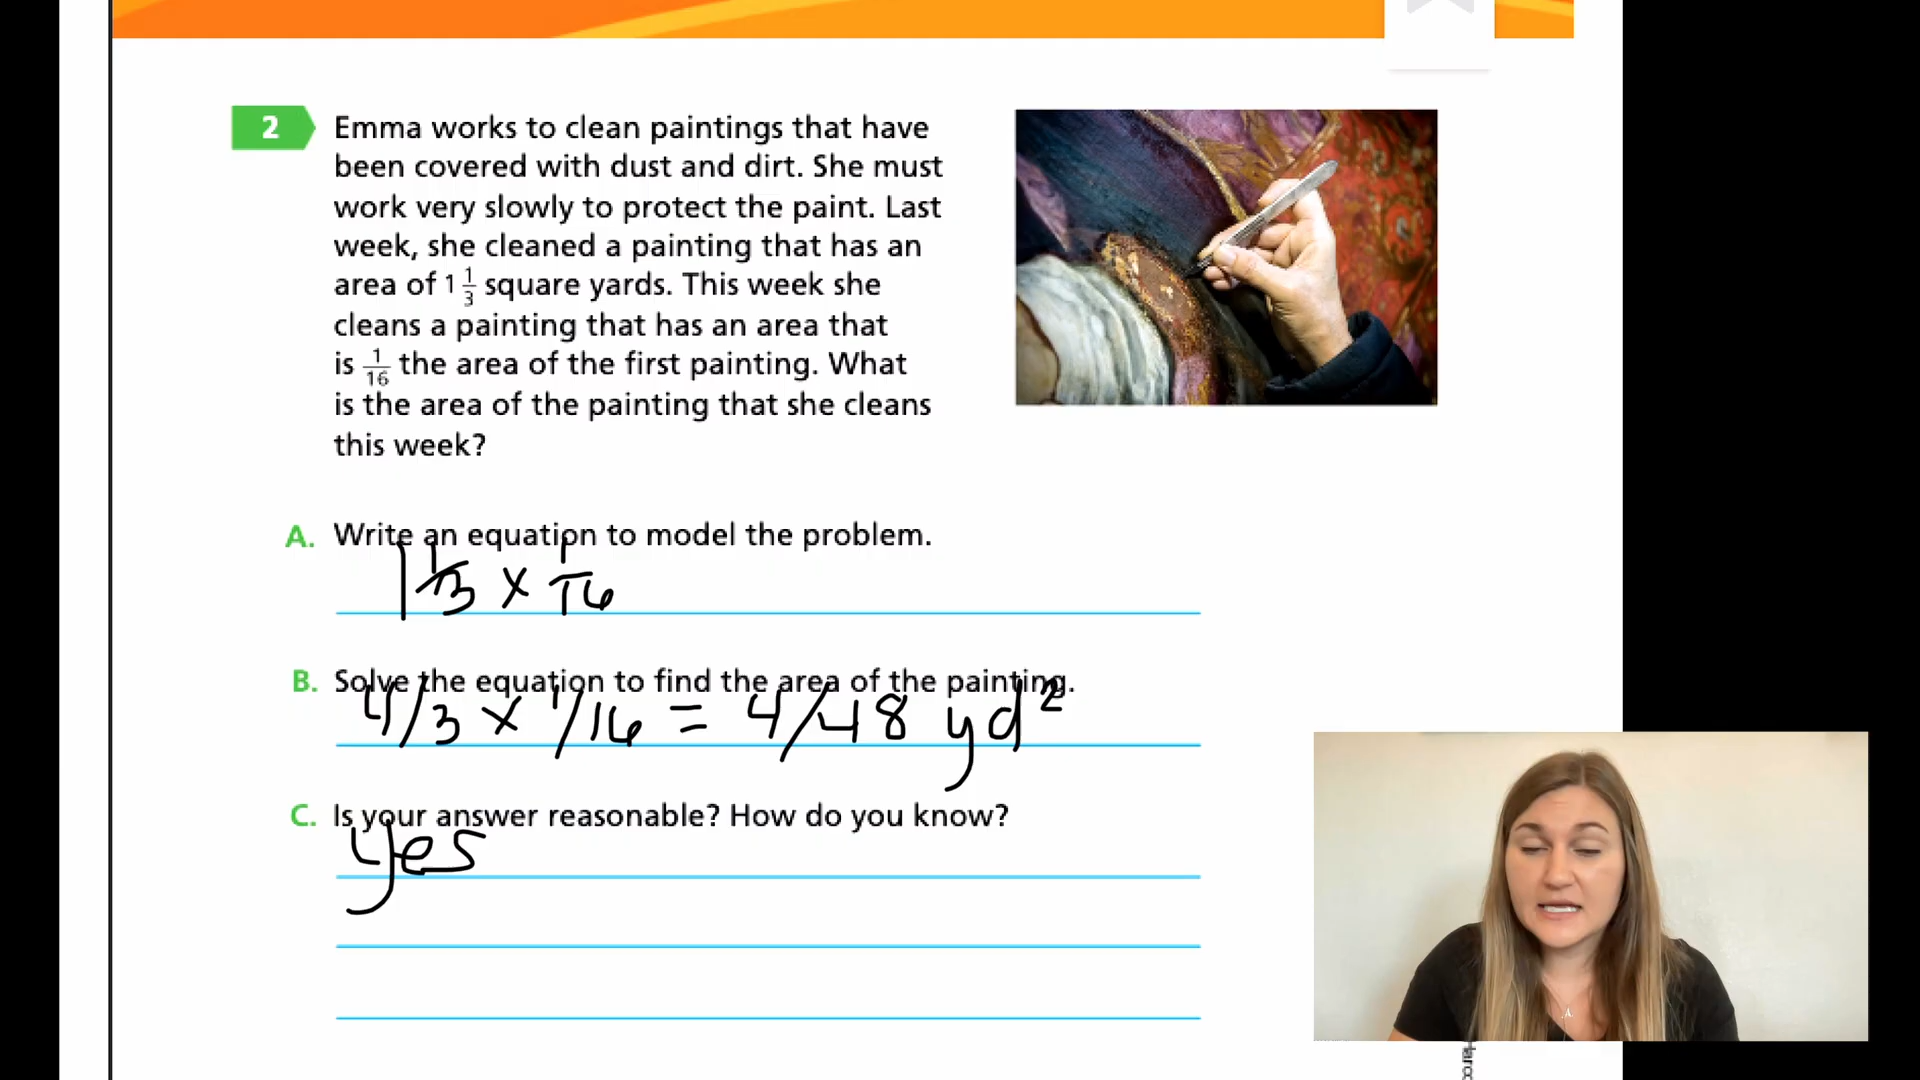 2
Emma works to clean paintings that have
been covered with dust and dirt. She must
work very slowly to protect the paint. Last
week, she cleaned a painting that has an
area of 1 1/3 square yards. This week she
cleans a painting that has an area that
is 1/16 the area of the first painting. What
is the area of the painting that she cleans
this week?
A. Write an equation to model the problem.
1 1/3 x 1/16
B. Solve the equation to find the area of the painting.
4/3 x 1/16 = 4/48 yd²
C. Is your answer reasonable? How do you know?
yes